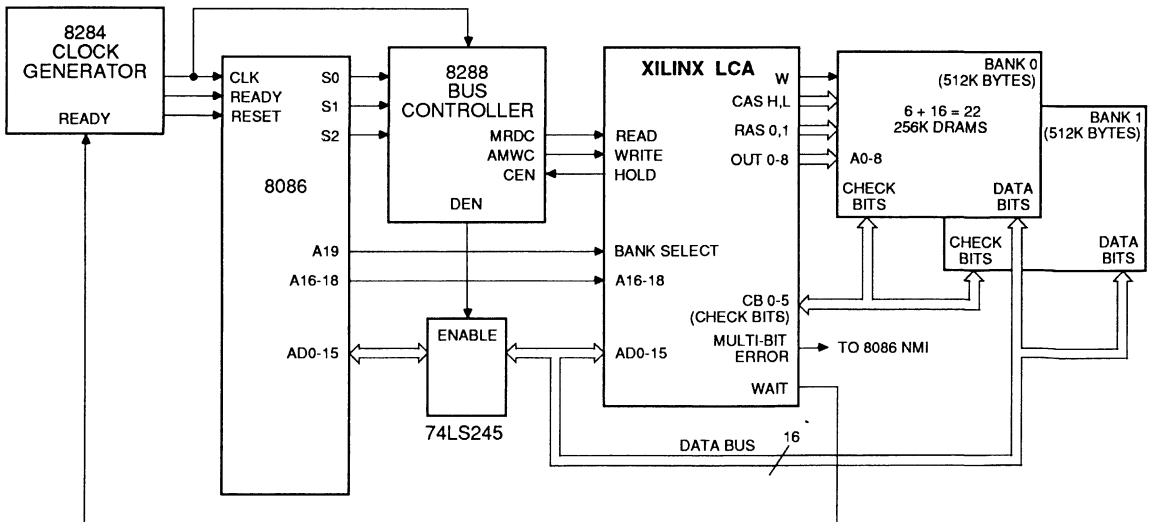 8284
CLOCK
GENERATOR
READY
CLK
READY
RESET
S0
S1
S2
8086
A19
A16-18
AD0-15
8288
BUS
CONTROLLER
MRDC
AMWC
CEN
DEN
ENABLE
74LS245
XILINX LCA
READ
WRITE
HOLD
BANK SELECT
A16-18
AD0-15
W
CAS H,L
RAS 0,1
OUT 0-8
CB 0-5
(CHECK BITS)
MULTI-BIT
ERROR
WAIT
TO 8086 NMI
BANK 0
(512K BYTES)
6 + 16 = 22
256K DRAMS
A0-8
CHECK
BITS
DATA
BITS
BANK 1
(512K BYTES)
CHECK
BITS
DATA
BITS
DATA BUS
16